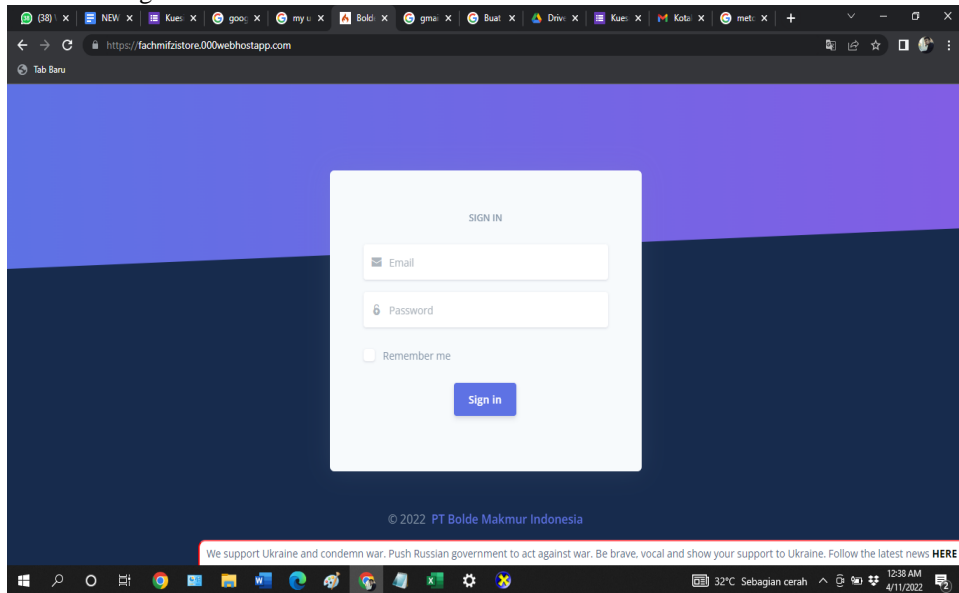 (38) \
NEW
Kues
goog
my u
Bolde
gmai
Buat
Drive
Kues
Kotal
meto
https://fachmifzistore.000webhostapp.com
Tab Baru
SIGN IN
Email
Password
Remember me
Sign in
© 2022 PT Bolde Makmur Indonesia
We support Ukraine and condemn war. Push Russian government to act against war. Be brave, vocal and show your support to Ukraine. Follow the latest news HERE
32°C Sebagian cerah
12:38 AM
4/11/2022